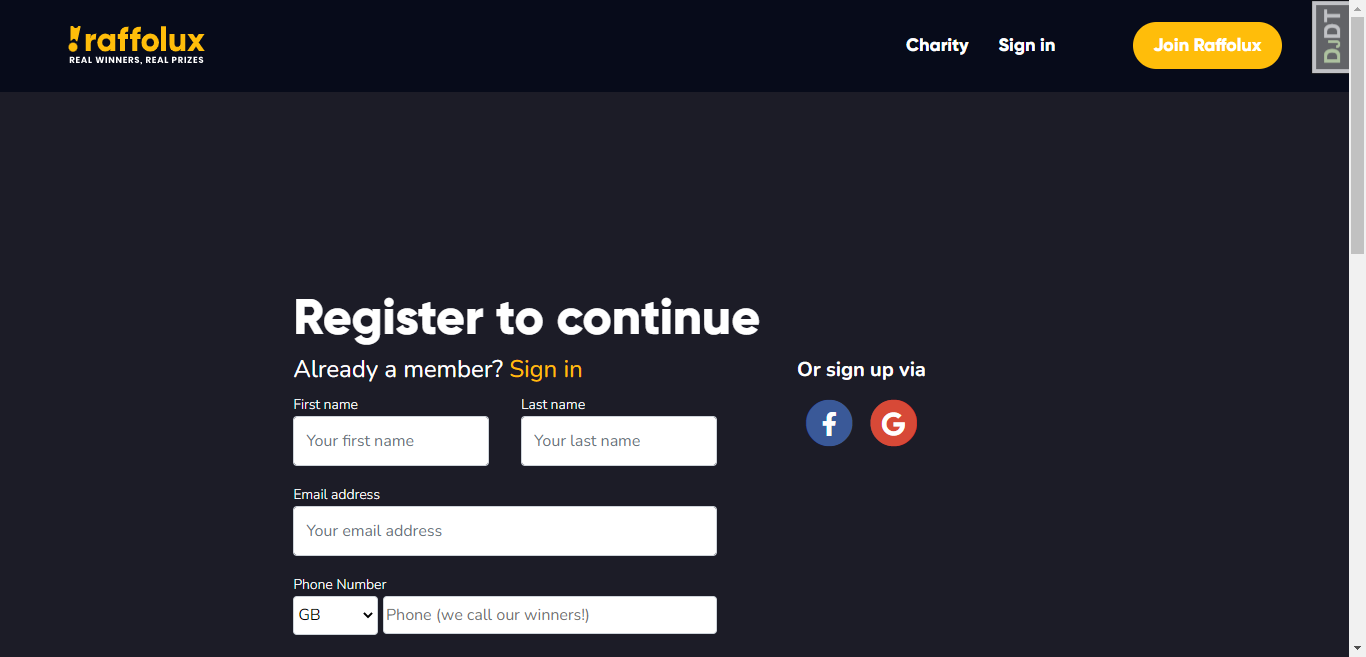 raffolux
REAL WINNERS, REAL PRIZES
Charity
Sign in
Join Raffolux
DJDT
Register to continue
Already a member? Sign in
Or sign up via
First name
Last name
Your first name
Your last name
Email address
Your email address
Phone Number
GB
Phone (we call our winners!)